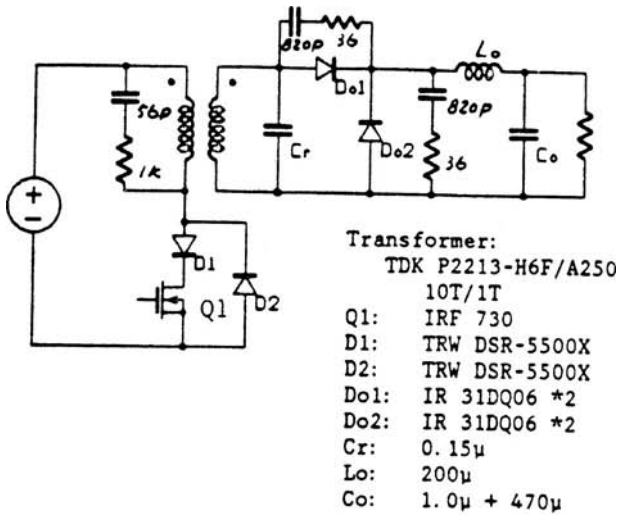 820p
36
Lo
56p
Do1
820p
1k
Cr
Do2
36
Co
+
−
D1
Q1
D2
Transformer:
TDK P2213-H6F/A250
10T/1T
Q1: IRF 730
D1: TRW DSR-5500X
D2: TRW DSR-5500X
Do1: IR 31DQ06 *2
Do2: IR 31DQ06 *2
Cr: 0.15μ
Lo: 200μ
Co: 1.0μ + 470μ